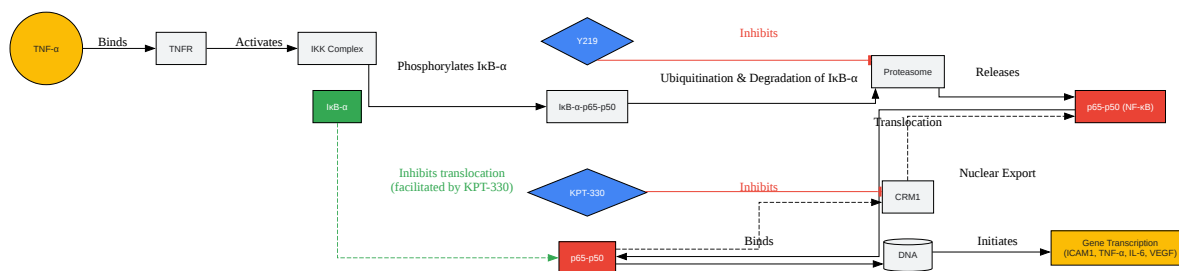 TNF-α
Binds
TNFR
Activates
IKK Complex
Phosphorylates IκB-α
Y219
Inhibits
Ubiquitination & Degradation of IκB-α
Proteasome
Releases
IκB-α
IκB-α-p65-p50
p65-p50 (NF-κB)
Translocation
Inhibits translocation
(facilitated by KPT-330)
KPT-330
Inhibits
CRM1
Nuclear Export
p65-p50
Binds
DNA
Initiates
Gene Transcription
(ICAM1, TNF-α, IL-6, VEGF)